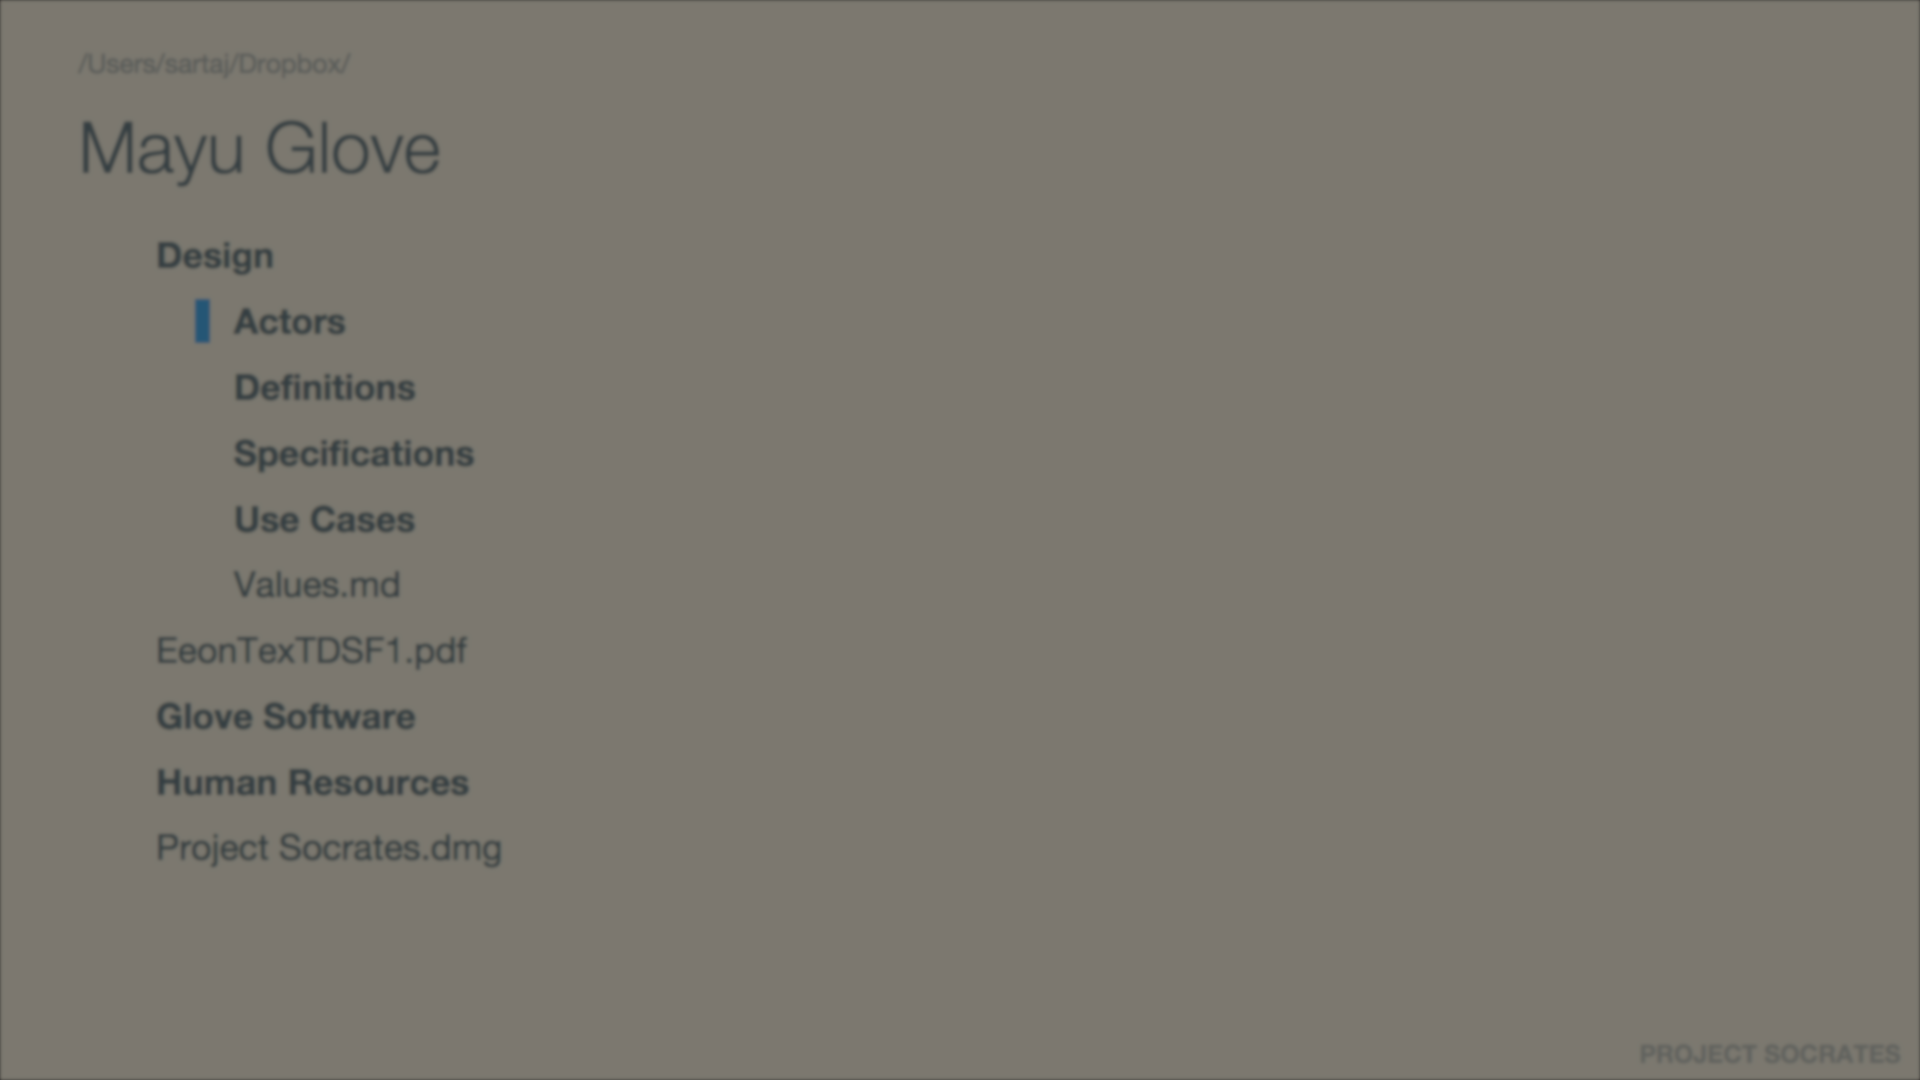 /Users/sartaj/Dropbox/
Mayu Glove
Design
Actors
Definitions
Specifications
Use Cases
Values.md
EeonTexTDSF1.pdf
Glove Software
Human Resources
Project Socrates.dmg
PROJECT SOCRATES